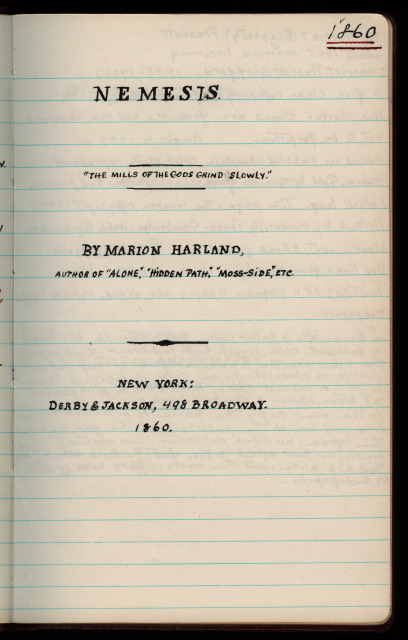 1860
NEMESIS.
"THE MILLS OF THE GODS GRIND SLOWLY."
BY MARION HARLAND,
AUTHOR OF "ALONE," "HIDDEN PATH," "MOSS-SIDE," ETC.
NEW YORK:
DERBY & JACKSON, 498 BROADWAY.
1860.